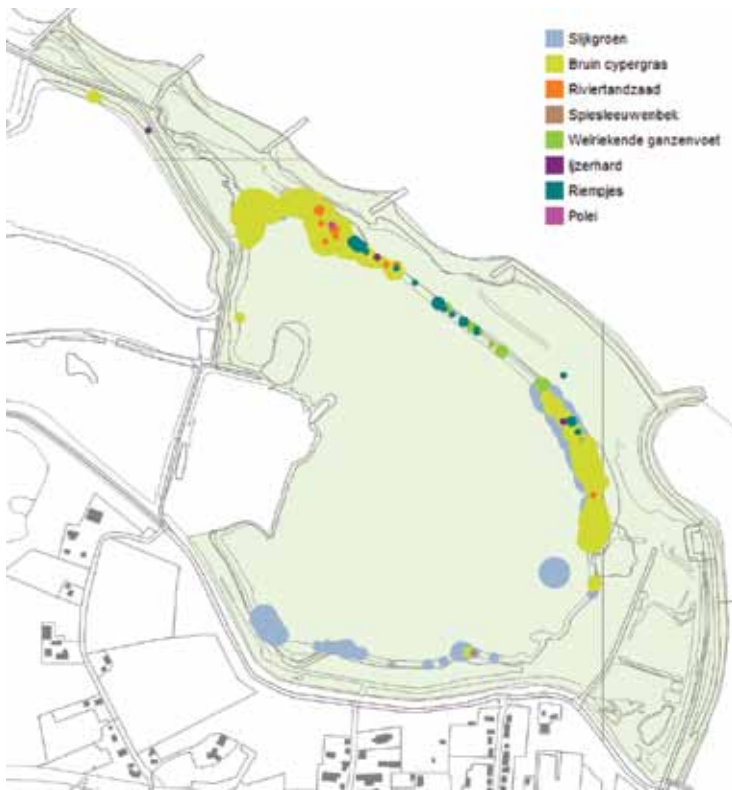 Slijkgroen
Bruin cypergras
Riviertandzaad
Spiesleeuwenbek
Welriekende ganzenvoet
Ijzerhard
Riempjes
Polei